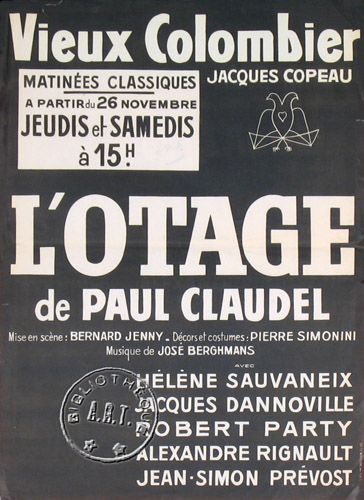 Vieux Colombier
JACQUES COPEAU
MATINÉES CLASSIQUES
A PARTIR du 26 NOVEMBRE
JEUDIS et SAMEDIS
à 15H.
L'OTAGE
de PAUL CLAUDEL
Mise en scène : BERNARD JENNY - Décors et costumes : PIERRE SIMONINI
Musique de JOSÉ BERGHMANS
AVEC
HÉLÈNE SAUVANEIX
JACQUES DANNOVILLE
ROBERT PARTY
ALEXANDRE RIGNAULT
JEAN-SIMON PRÉVOST
BIBLIOTHÈQUE
A.R.T.